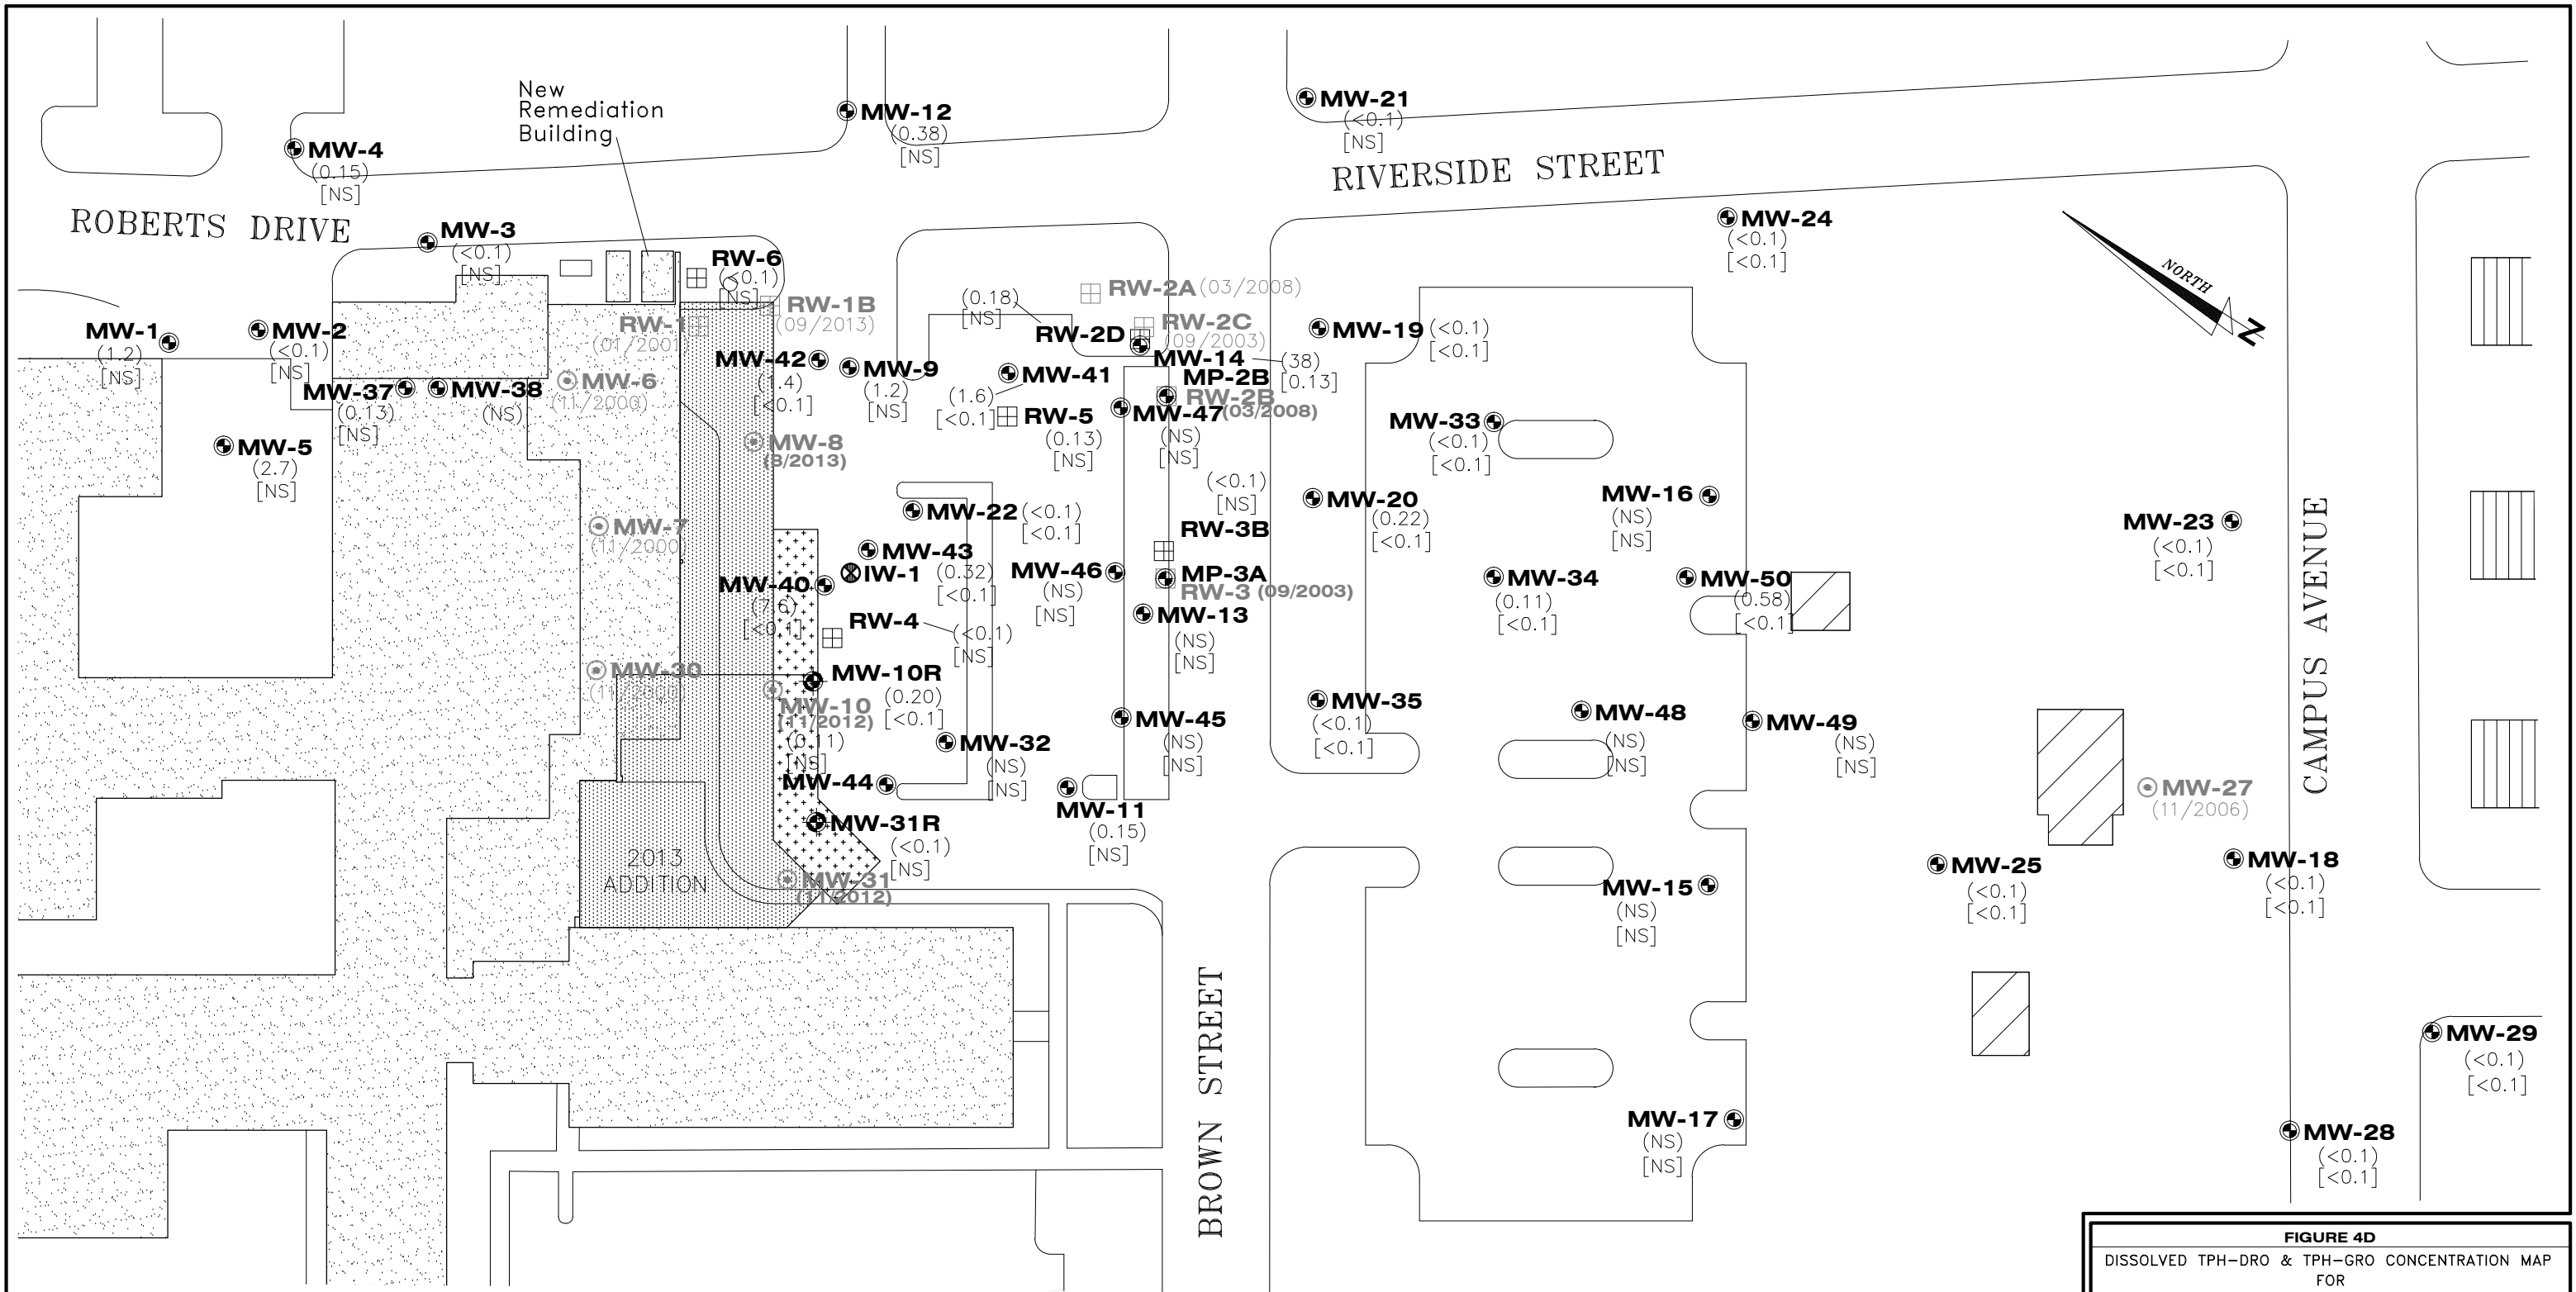 New
Remediation
Building
MW-12
(0.38)
[NS]
MW-21
(<0.1)
[NS]
MW-4
(0.15)
[NS]
RIVERSIDE STREET
ROBERTS DRIVE
MW-3
(<0.1)
[NS]
MW-24
(<0.1)
[<0.1]
NORTH
N
RW-6
(<0.1)
[NS]
RW-1B
(09/2013)
RW-1
(01/2001
RW-2A (03/2008)
(0.18)
[NS]
RW-2D
RW-2C
(09/2003)
MW-14
(38)
[0.13]
MW-19 (<0.1)
[<0.1]
MW-1
(1.2)
[NS]
MW-2
(<0.1)
[NS]
MW-37
(0.13)
[NS]
MW-38
(NS)
MW-6
(11/2000)
MW-42
(1.4)
[<0.1]
MW-9
(1.2)
[NS]
MW-41
(1.6)
[<0.1]
MP-2B
RW-2B
(03/2008)
MW-47
(NS)
[NS]
RW-5
(0.13)
[NS]
MW-33
(<0.1)
[<0.1]
MW-5
(2.7)
[NS]
MW-8
(8/2013)
MW-7
(11/2000
MW-22 (<0.1)
[<0.1]
(<0.1)
[NS]
RW-3B
MW-20
(0.22)
[<0.1]
MW-16
(NS)
[NS]
MW-23
(<0.1)
[<0.1]
MW-43
(0.32)
[<0.1]
IW-1
MW-40
MW-46
(NS)
[NS]
MP-3A
RW-3 (09/2003)
MW-13
(NS)
[NS]
MW-34
(0.11)
[<0.1]
MW-50
(0.58)
[<0.1]
RW-4
(<0.1)
[NS]
MW-30
MW-10R
(0.20)
[<0.1]
MW-10
(11/2012)
(0.11)
[NS]
MW-45
(NS)
[NS]
MW-35
(<0.1)
[<0.1]
MW-48
(NS)
[NS]
MW-49
(NS)
[NS]
MW-32
(NS)
[NS]
MW-44
MW-11
(0.15)
[NS]
MW-27
(11/2006)
CAMPUS AVENUE
MW-31R
(<0.1)
[NS]
2013
ADDITION
MW-31
(11/2012)
MW-15
(NS)
[NS]
MW-25
(<0.1)
[<0.1]
MW-18
(<0.1)
[<0.1]
BROWN STREET
MW-29
(<0.1)
[<0.1]
MW-17
(NS)
[NS]
MW-28
(<0.1)
[<0.1]
FIGURE 4D
DISSOLVED TPH-DRO & TPH-GRO CONCENTRATION MAP
FOR